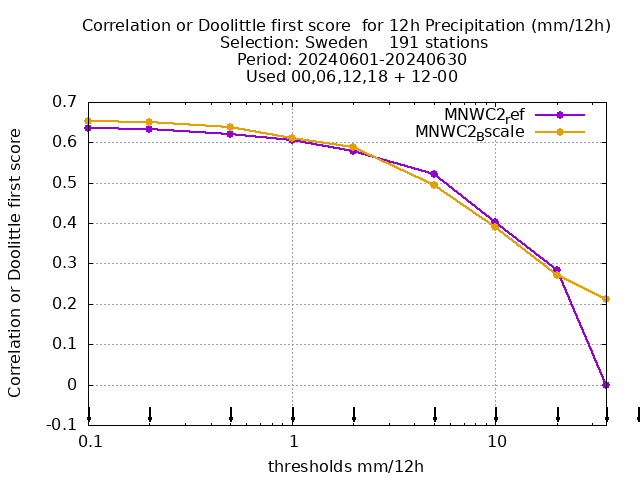 Correlation or Doolittle first score  for 12h Precipitation (mm/12h)
Selection: Sweden    191 stations
Period: 20240601-20240630
Used 00,06,12,18 + 12-00
MNWC2ref
MNWC2Bscale
Correlation or Doolittle first score
0.7
0.6
0.5
0.4
0.3
0.2
0.1
0
-0.1
0.1 1 10
thresholds mm/12h